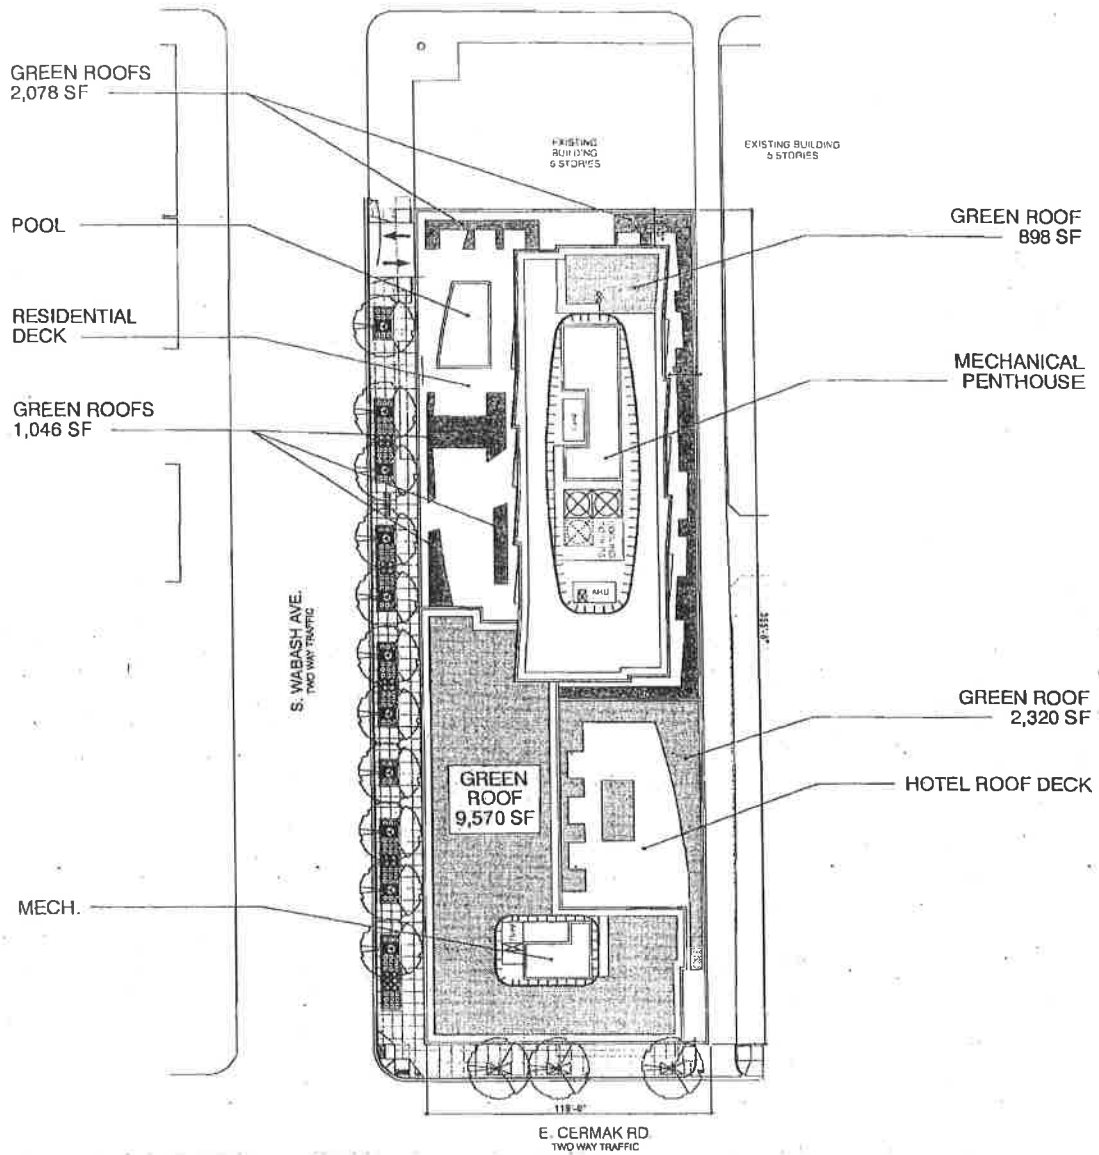 GREEN ROOFS
2,078 SF
EXISTING
BUILDING
5 STORIES
EXISTING BUILDING
5 STORIES
POOL
GREEN ROOF
898 SF
RESIDENTIAL
DECK
MECHANICAL
PENTHOUSE
GREEN ROOFS
1,046 SF
AHU
S. WABASH AVE.
TWO WAY TRAFFIC
GREEN ROOF
2,320 SF
GREEN
ROOF
9,570 SF
HOTEL ROOF DECK
MECH.
E. CERMAK RD.
TWO WAY TRAFFIC